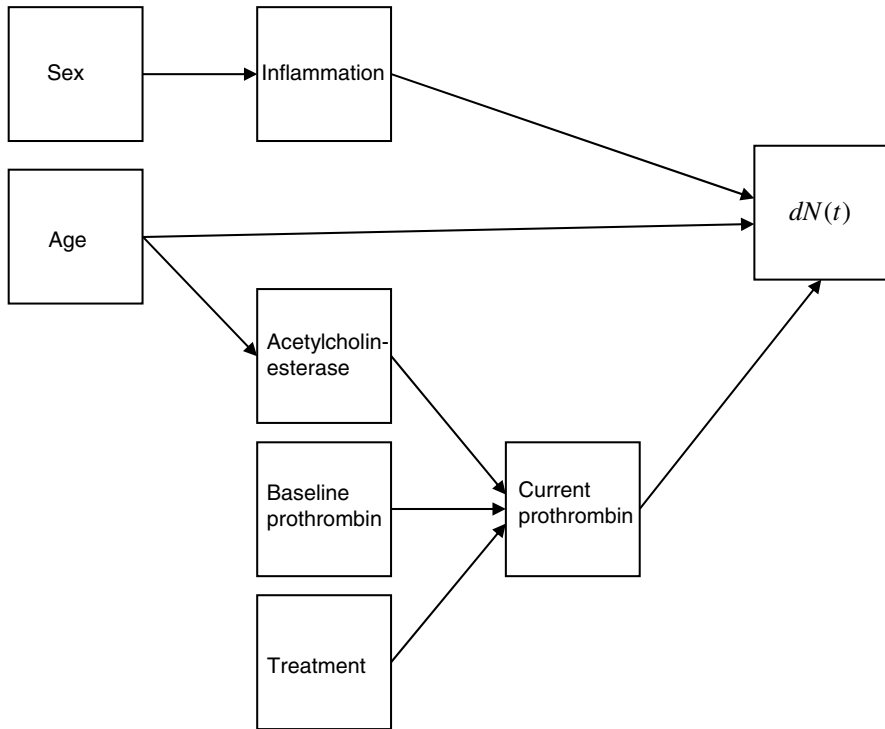 Sex
Inflammation
dN(t)
Age
Acetylcholin-
esterase
Baseline
prothrombin
Current
prothrombin
Treatment